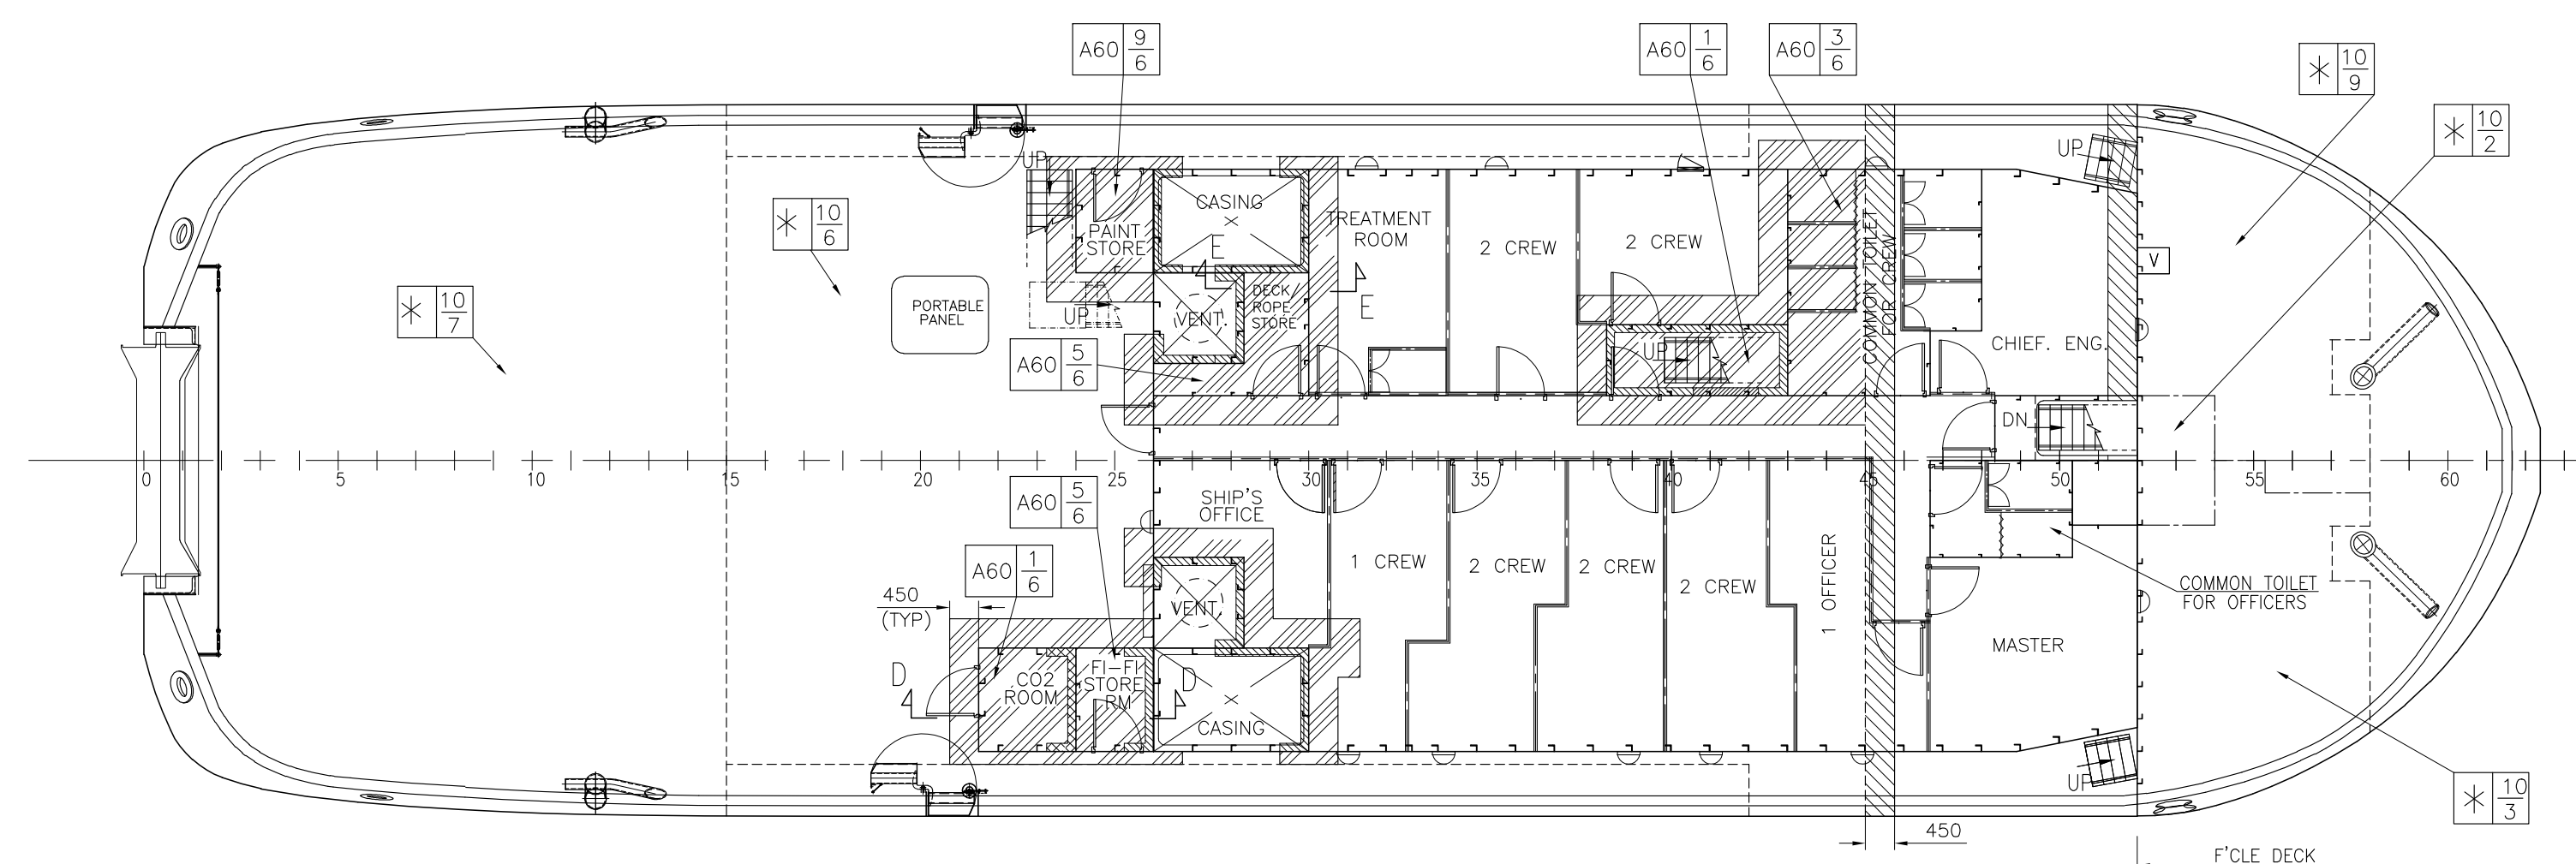 A60 9/6
A60 1/6
A60 3/6
* 10/9
* 10/2
UP
UP
CASING
* 10/6
PAINT
STORE
TREATMENT
ROOM
2 CREW
2 CREW
COMMON TOILET
FOR CREW
E
V
* 10/7
PORTABLE
PANEL
UP
VENT.
DECK/
ROPE
STORE
E
A60 5/6
UP
CHIEF. ENG.
DN
0
5
10
15
20
25
30
35
40
45
50
55
60
A60 5/6
SHIP'S
OFFICE
A60 1/6
1 CREW
2 CREW
2 CREW
2 CREW
1 OFFICER
COMMON TOILET
FOR OFFICERS
450
(TYP)
VENT.
MASTER
D
CO2
ROOM
FI-FI
STORE
RM
D
CASING
UP
* 10/3
450
F'CLE DECK